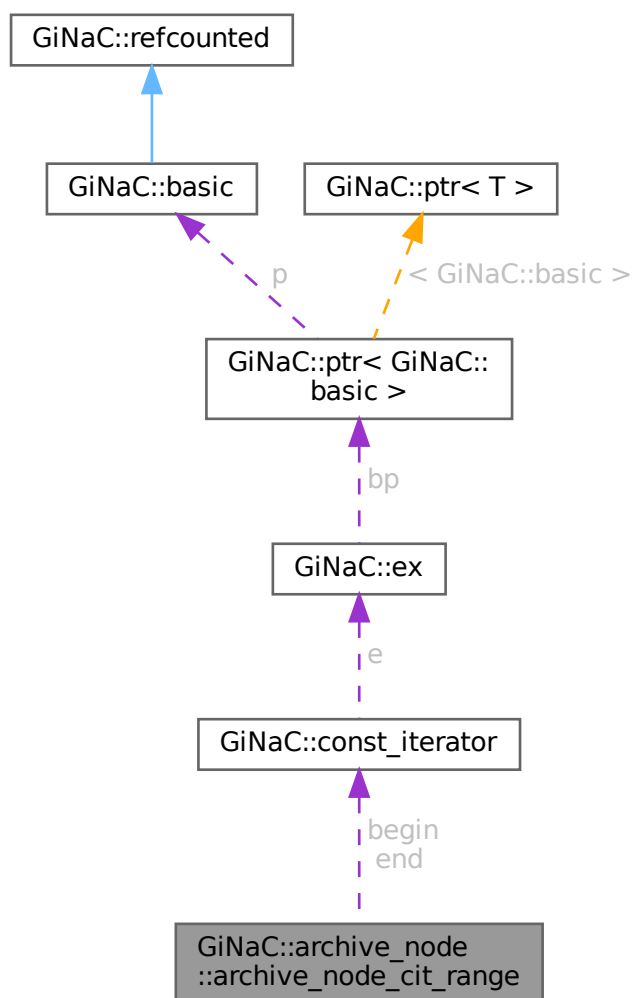 GiNaC::refcounted
GiNaC::basic
GiNaC::ptr< T >
p
< GiNaC::basic >
GiNaC::ptr< GiNaC::
basic >
bp
GiNaC::ex
e
GiNaC::const_iterator
begin
end
GiNaC::archive_node
::archive_node_cit_range